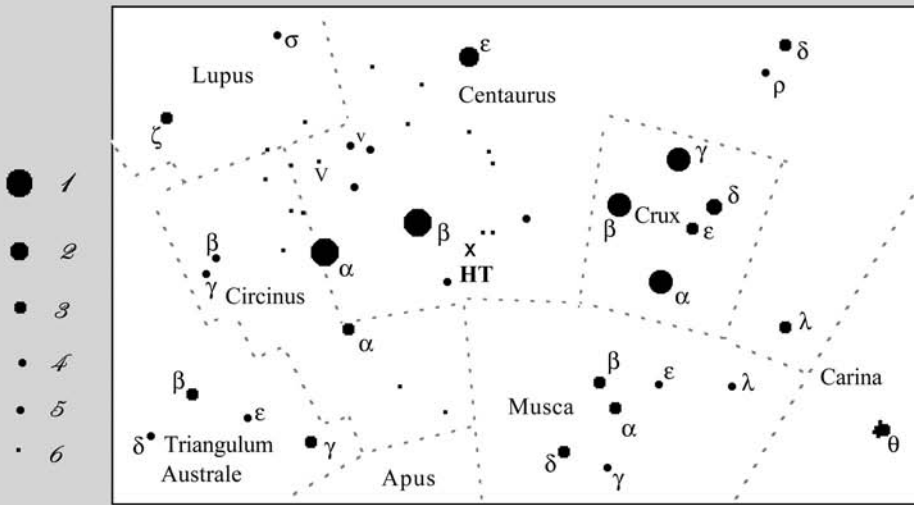 σ
ε
δ
Lupus
Centaurus
ρ
ζ
ν
V
γ
1
δ
β
Crux
ε
β
2
β
α
x
HT
γ
Circinus
α
3
α
λ
4
β
β
ε
λ
Carina
5
ε
Musca
α
δ
Triangulum
γ
θ
6
Australe
Apus
δ
γ